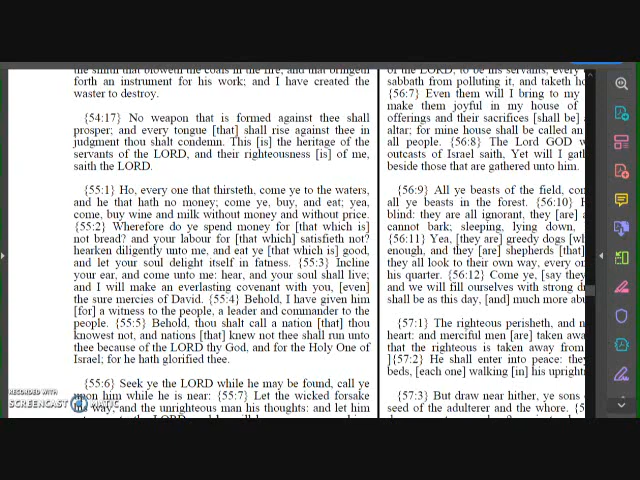 the smith that bloweth the coals in the fire, and that bringeth
forth an instrument for his work; and I have created the
waster to destroy.
{54:17} No weapon that is formed against thee shall
prosper; and every tongue [that] shall rise against thee in
judgment thou shalt condemn. This [is] the heritage of the
servants of the LORD, and their righteousness [is] of me,
saith the LORD.
{55:1} Ho, every one that thirsteth, come ye to the waters,
and he that hath no money; come ye, buy, and eat; yea,
come, buy wine and milk without money and without price.
{55:2} Wherefore do ye spend money for [that which is]
not bread? and your labour for [that which] satisfieth not?
hearken diligently unto me, and eat ye [that which is] good,
and let your soul delight itself in fatness. {55:3} Incline
your ear, and come unto me: hear, and your soul shall live;
and I will make an everlasting covenant with you, [even]
the sure mercies of David. {55:4} Behold, I have given him
[for] a witness to the people, a leader and commander to
the people. {55:5} Behold, thou shalt call a nation [that] thou
knowest not, and nations [that] knew not thee shall run unto
thee because of the LORD thy God, and for the Holy One of
Israel; for he hath glorified thee.
{55:6} Seek ye the LORD while he may be found, call ye
upon him while he is near: {55:7} Let the wicked forsake
his way, and the unrighteous man his thoughts: and let him
of the LORD, to be his servants, every
sabbath from polluting it, and taketh ho
{56:7} Even them will I bring to my
make them joyful in my house of
offerings and their sacrifices [shall be]
altar; for mine house shall be called an
all people. {56:8} The Lord GOD w
outcasts of Israel saith, Yet will I gath
beside those that are gathered unto him.
{56:9} All ye beasts of the field, com
all ye beasts in the forest. {56:10} H
blind: they are all ignorant, they [are] a
cannot bark; sleeping, lying down,
{56:11} Yea, [they are] greedy dogs [wh
enough, and they [are] shepherds [that]
they all look to their own way, every on
his quarter. {56:12} Come ye, [say they
and we will fill ourselves with strong dr
shall be as this day, [and] much more abu
{57:1} The righteous perisheth, and n
heart: and merciful men [are] taken awa
that the righteous is taken away from
{57:2} He shall enter into peace: they
beds, [each one] walking [in] his upright
{57:3} But draw near hither, ye sons o
seed of the adulterer and the whore. {5
RECORDED WITH
SCREENCAST MATIC